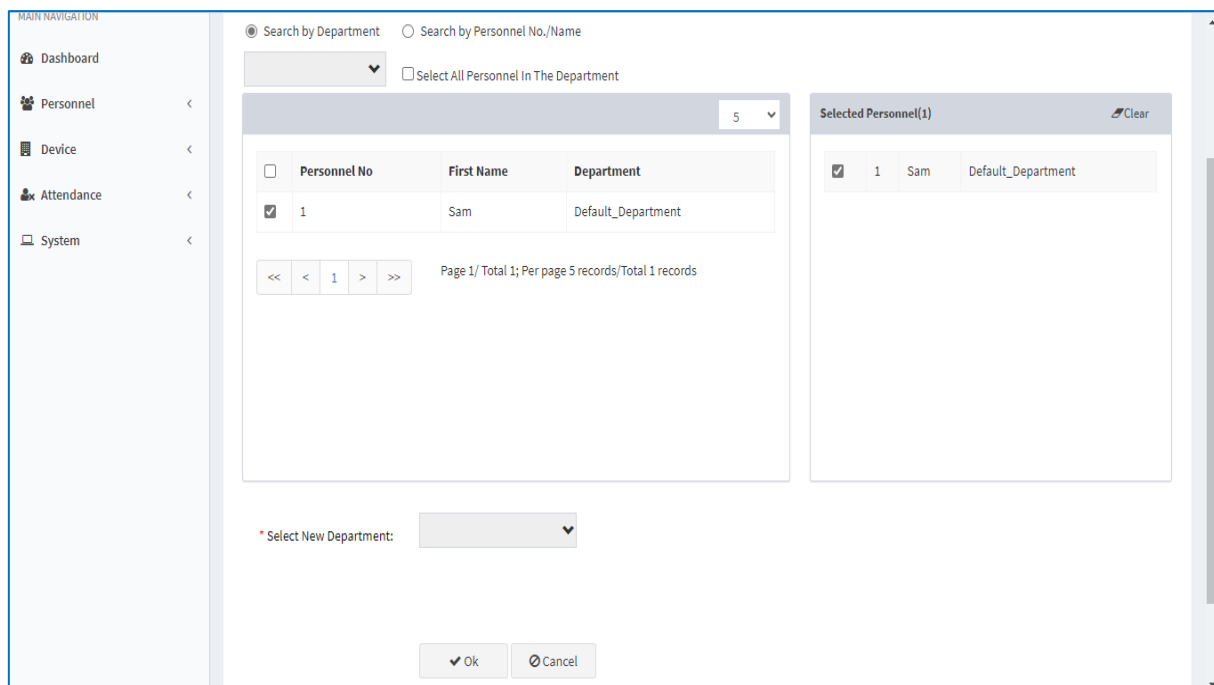 MAIN NAVIGATION
Dashboard
Personnel
Device
Attendance
System
Search by Department Search by Personnel No./Name
Select All Personnel In The Department
5
Personnel No First Name Department
1 Sam Default_Department
<< < 1 > >> Page 1/ Total 1; Per page 5 records/Total 1 records
Selected Personnel(1) Clear
1 Sam Default_Department
* Select New Department:
Ok Cancel